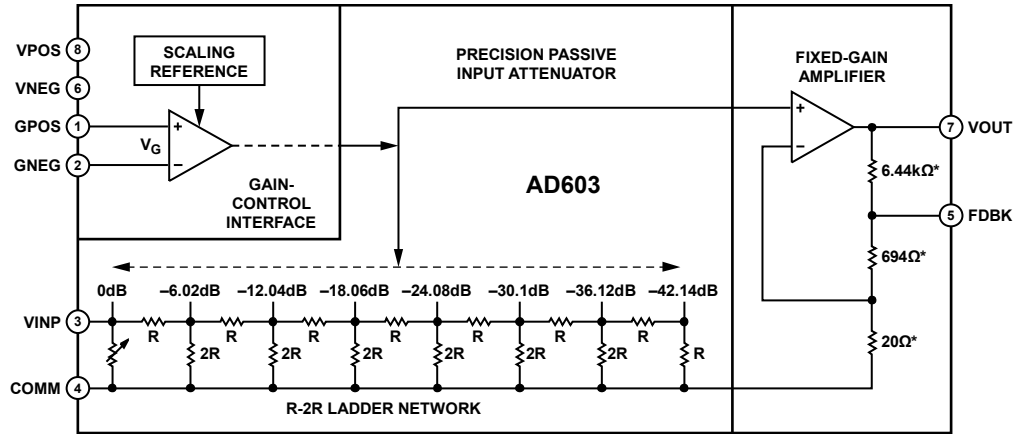 VPOS 8
SCALING
REFERENCE
PRECISION PASSIVE
INPUT ATTENUATOR
FIXED-GAIN
AMPLIFIER
VNEG 6
GPOS 1
+
VG
GNEG 2
−
+
−
7 VOUT
6.44kΩ*
GAIN-
CONTROL
INTERFACE
AD603
5 FDBK
694Ω*
0dB –6.02dB –12.04dB –18.06dB –24.08dB –30.1dB –36.12dB –42.14dB
VINP 3
R R R R R R R
2R 2R 2R 2R 2R 2R R
20Ω*
COMM 4
R-2R LADDER NETWORK